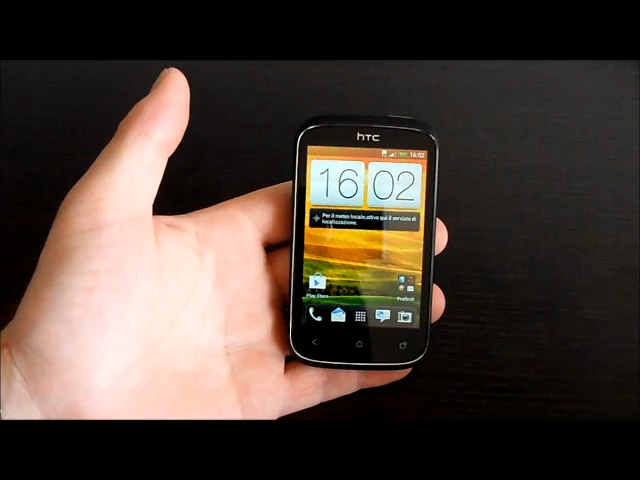 hTC
16:02
16 02
Per il meteo locale,attiva qui il servizio di
localizzazione.
Play Store
Preferiti